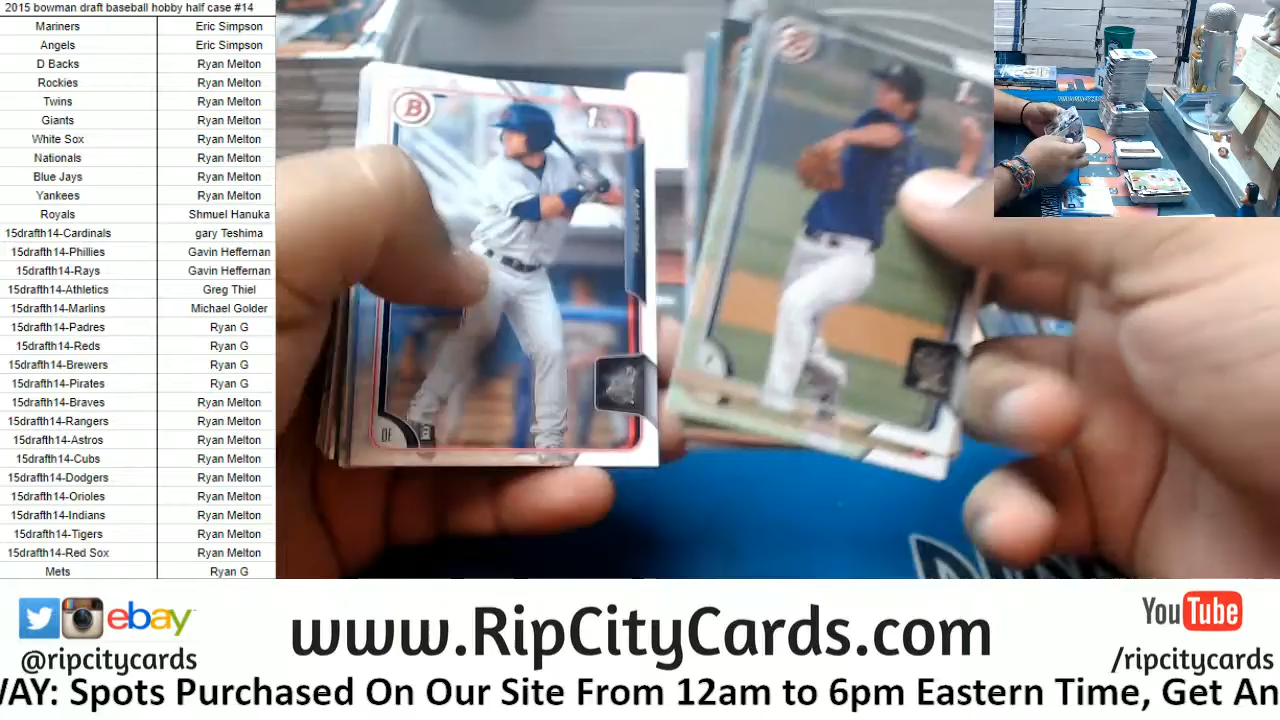 2015 bowman draft baseball hobby half case #14
Mariners Eric Simpson
Angels Eric Simpson
D Backs Ryan Melton
Rockies Ryan Melton
Twins Ryan Melton
Giants Ryan Melton
White Sox Ryan Melton
Nationals Ryan Melton
Blue Jays Ryan Melton
Yankees Ryan Melton
Royals Shmuel Hanuka
15drafth14-Cardinals gary Teshima
15drafth14-Phillies Gavin Heffernan
15drafth14-Rays Gavin Heffernan
15drafth14-Athletics Greg Thiel
15drafth14-Marlins Michael Golder
15drafth14-Padres Ryan G
15drafth14-Reds Ryan G
15drafth14-Brewers Ryan G
15drafth14-Pirates Ryan G
15drafth14-Braves Ryan Melton
15drafth14-Rangers Ryan Melton
15drafth14-Astros Ryan Melton
15drafth14-Cubs Ryan Melton
15drafth14-Dodgers Ryan Melton
15drafth14-Orioles Ryan Melton
15drafth14-Indians Ryan Melton
15drafth14-Tigers Ryan Melton
15drafth14-Red Sox Ryan Melton
Mets Ryan G
B
1
OF
ebay
@ripcitycards
www.RipCityCards.com
YouTube
/ripcitycards
WAY: Spots Purchased On Our Site From 12am to 6pm Eastern Time, Get An